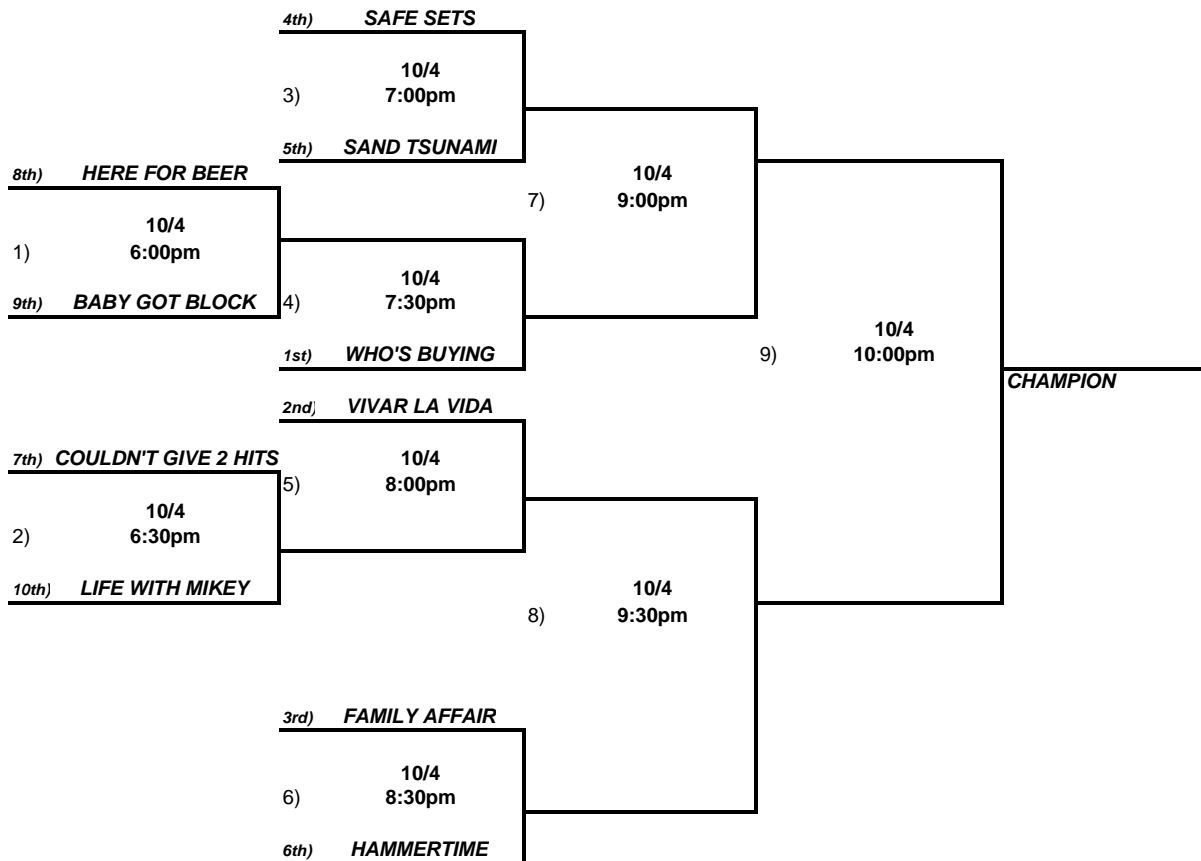 4th) SAFE SETS
10/4
3) 7:00pm
5th) SAND TSUNAMI
8th) HERE FOR BEER
10/4
7) 9:00pm
10/4
1) 6:00pm
10/4
9th) BABY GOT BLOCK
4) 7:30pm
10/4
1st) WHO'S BUYING
9) 10:00pm
CHAMPION
2nd) VIVAR LA VIDA
7th) COULDN'T GIVE 2 HITS
10/4
5) 8:00pm
10/4
2) 6:30pm
10th) LIFE WITH MIKEY
10/4
8) 9:30pm
3rd) FAMILY AFFAIR
10/4
6) 8:30pm
6th) HAMMERTIME